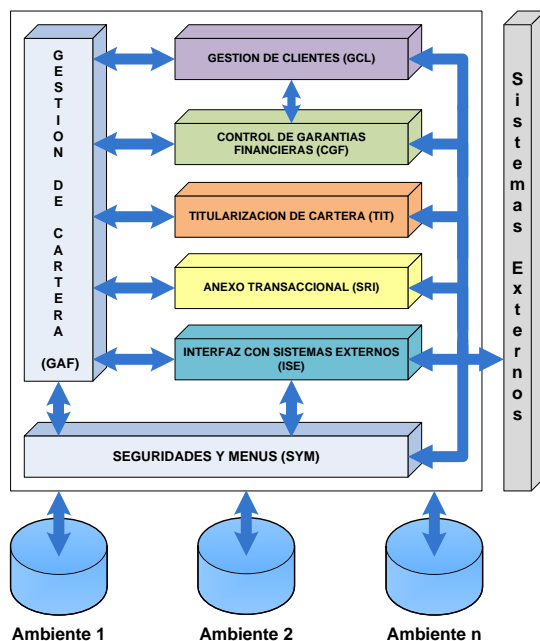 GESTION DE CARTERA
(GAF)
GESTION DE CLIENTES (GCL)
CONTROL DE GARANTIAS
FINANCIERAS (CGF)
TITULARIZACION DE CARTERA (TIT)
ANEXO TRANSACCIONAL (SRI)
INTERFAZ CON SISTEMAS EXTERNOS
(ISE)
SEGURIDADES Y MENUS (SYM)
Sistemas Externos
Ambiente 1
Ambiente 2
Ambiente n